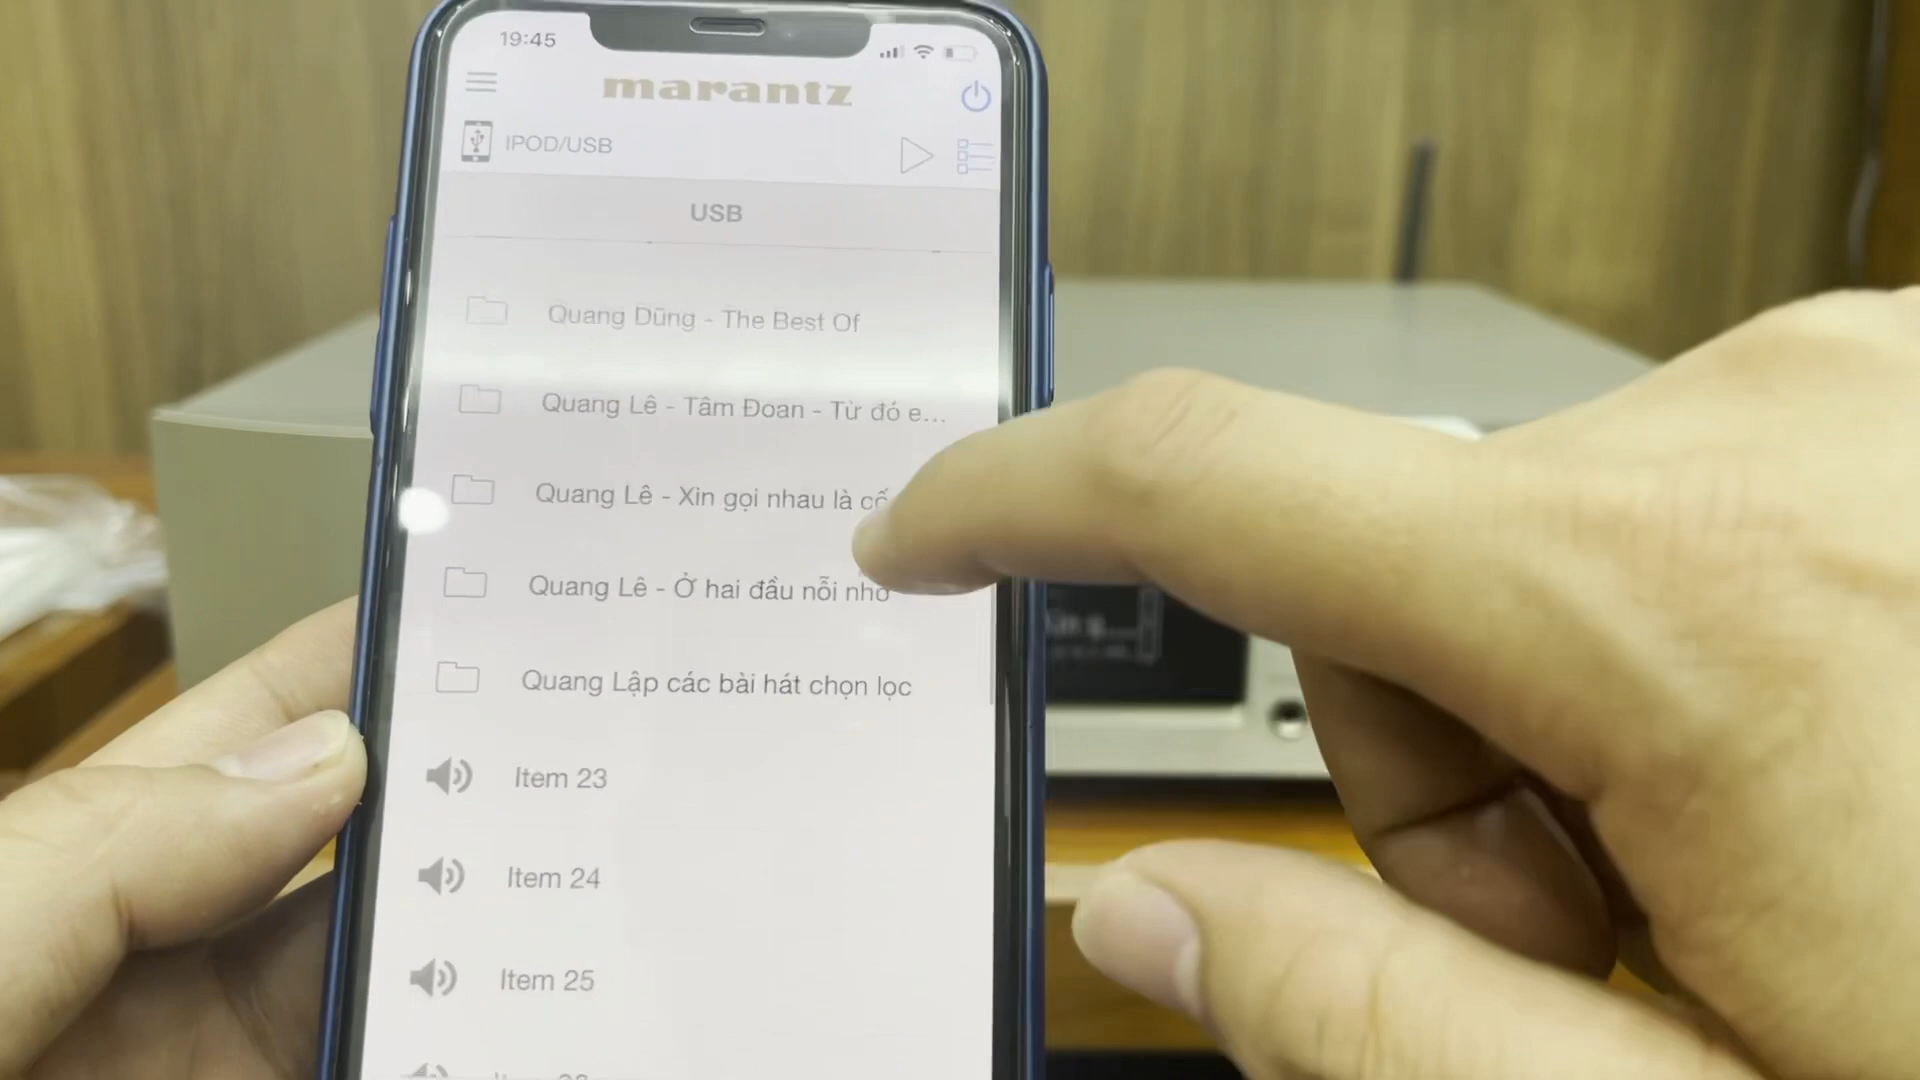 19:45
marantz
IPOD/USB
USB
Quang Dũng - The Best Of
Quang Lê - Tâm Đoan - Từ đó e...
Quang Lê - Xin gọi nhau là cố
Quang Lê - Ở hai đầu nỗi nhớ
Quang Lập các bài hát chọn lọc
Item 23
Item 24
Item 25